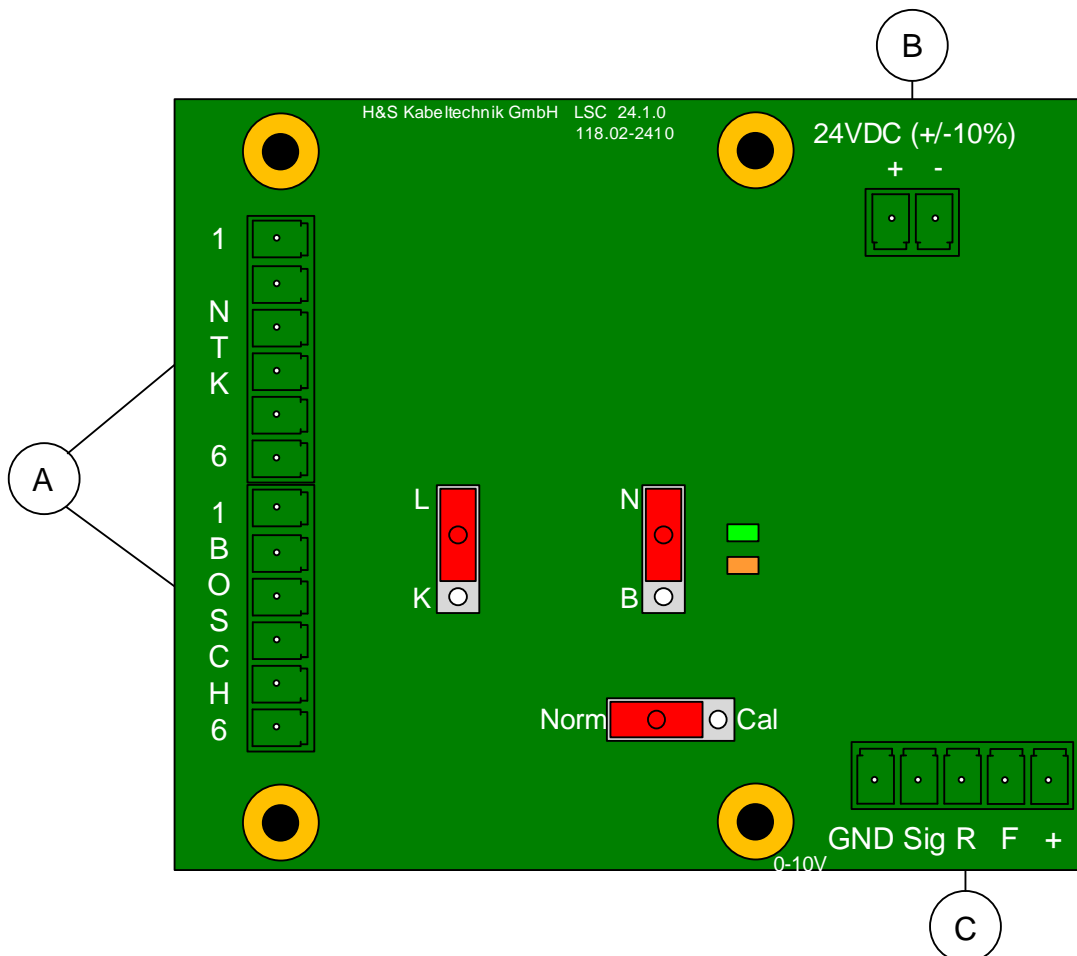 B
H&S Kabeltechnik GmbH LSC 24.1.0
118.02-2410
24VDC (+/-10%)
+ -
1
N
T
K
6
A
1
B
O
S
C
H
6
L
K
N
B
Norm Cal
GND Sig R F +
0-10V
C